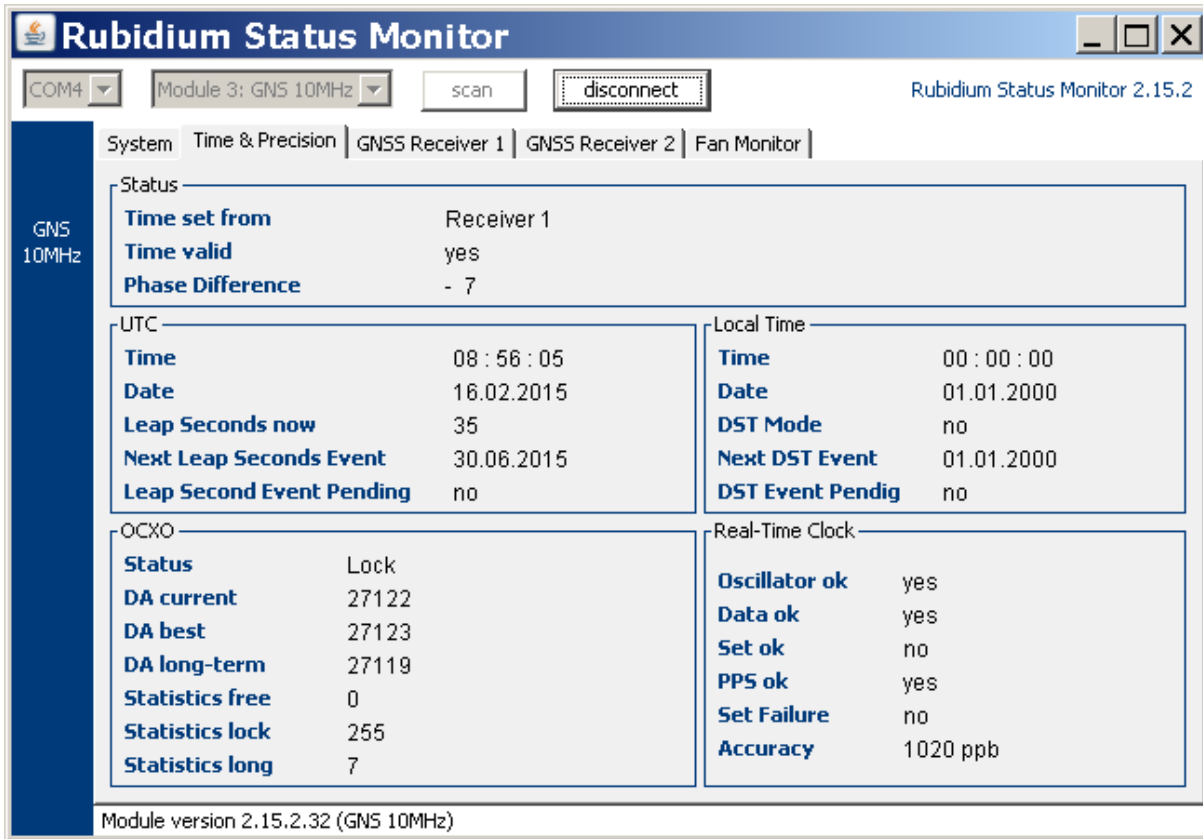 Rubidium Status Monitor
COM4 Module 3: GNS 10MHz scan disconnect Rubidium Status Monitor 2.15.2
System Time & Precision GNSS Receiver 1 GNSS Receiver 2 Fan Monitor
GNS
10MHz
Status
Time set from Receiver 1
Time valid yes
Phase Difference - 7
UTC
Time 08 : 56 : 05
Date 16.02.2015
Leap Seconds now 35
Next Leap Seconds Event 30.06.2015
Leap Second Event Pending no
Local Time
Time 00 : 00 : 00
Date 01.01.2000
DST Mode no
Next DST Event 01.01.2000
DST Event Pendig no
OCXO
Status Lock
DA current 27122
DA best 27123
DA long-term 27119
Statistics free 0
Statistics lock 255
Statistics long 7
Real-Time Clock
Oscillator ok yes
Data ok yes
Set ok no
PPS ok yes
Set Failure no
Accuracy 1020 ppb
Module version 2.15.2.32 (GNS 10MHz)